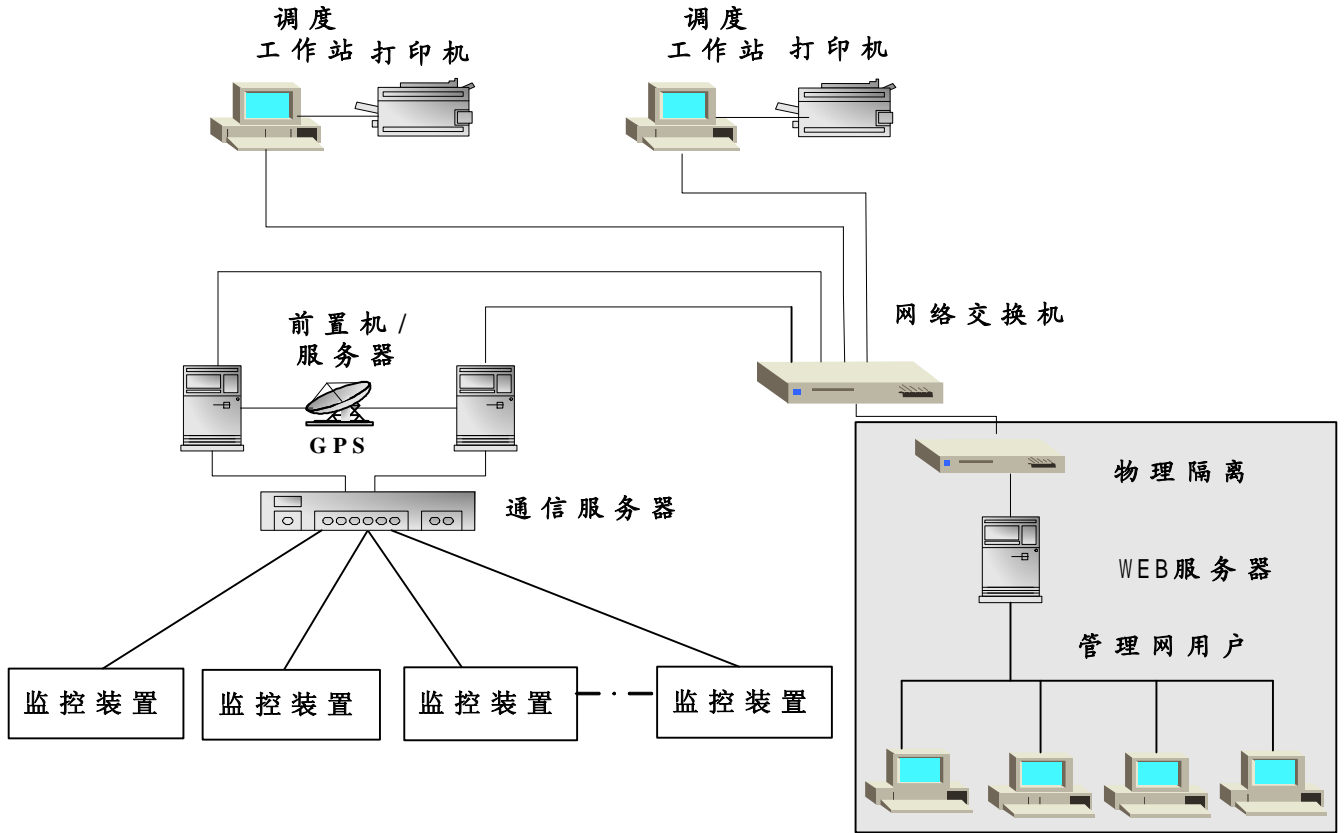 调度
工作站 打印机
调度
工作站 打印机
网络交换机
前置机/
服务器
GPS
通信服务器
物理隔离
WEB服务器
管理网用户
监控装置
监控装置
监控装置
监控装置